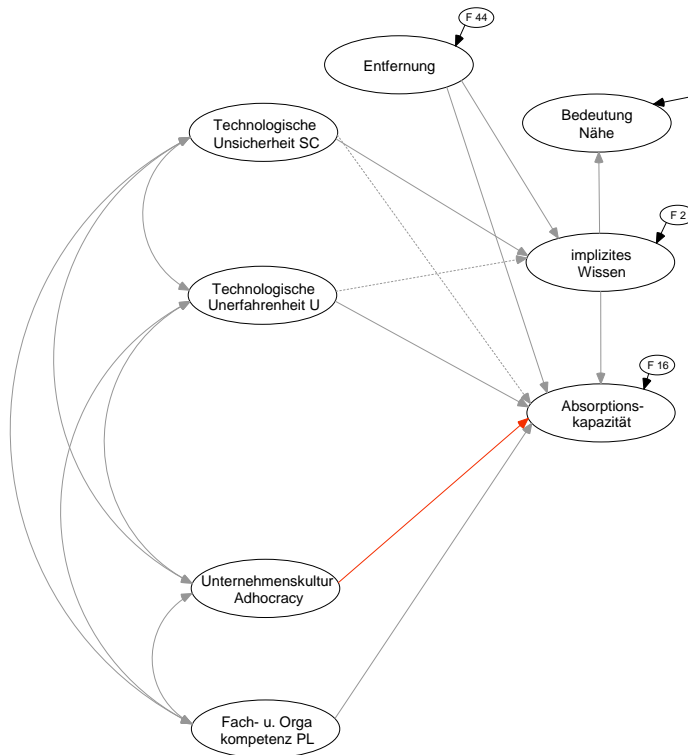 F 44
Entfernung
Bedeutung
Nähe
Technologische
Unsicherheit SC
F 2
implizites
Wissen
Technologische
Unerfahrenheit U
F 16
Absorptions-
kapazität
Unternehmenskultur
Adhocracy
Fach- u. Orga
kompetenz PL